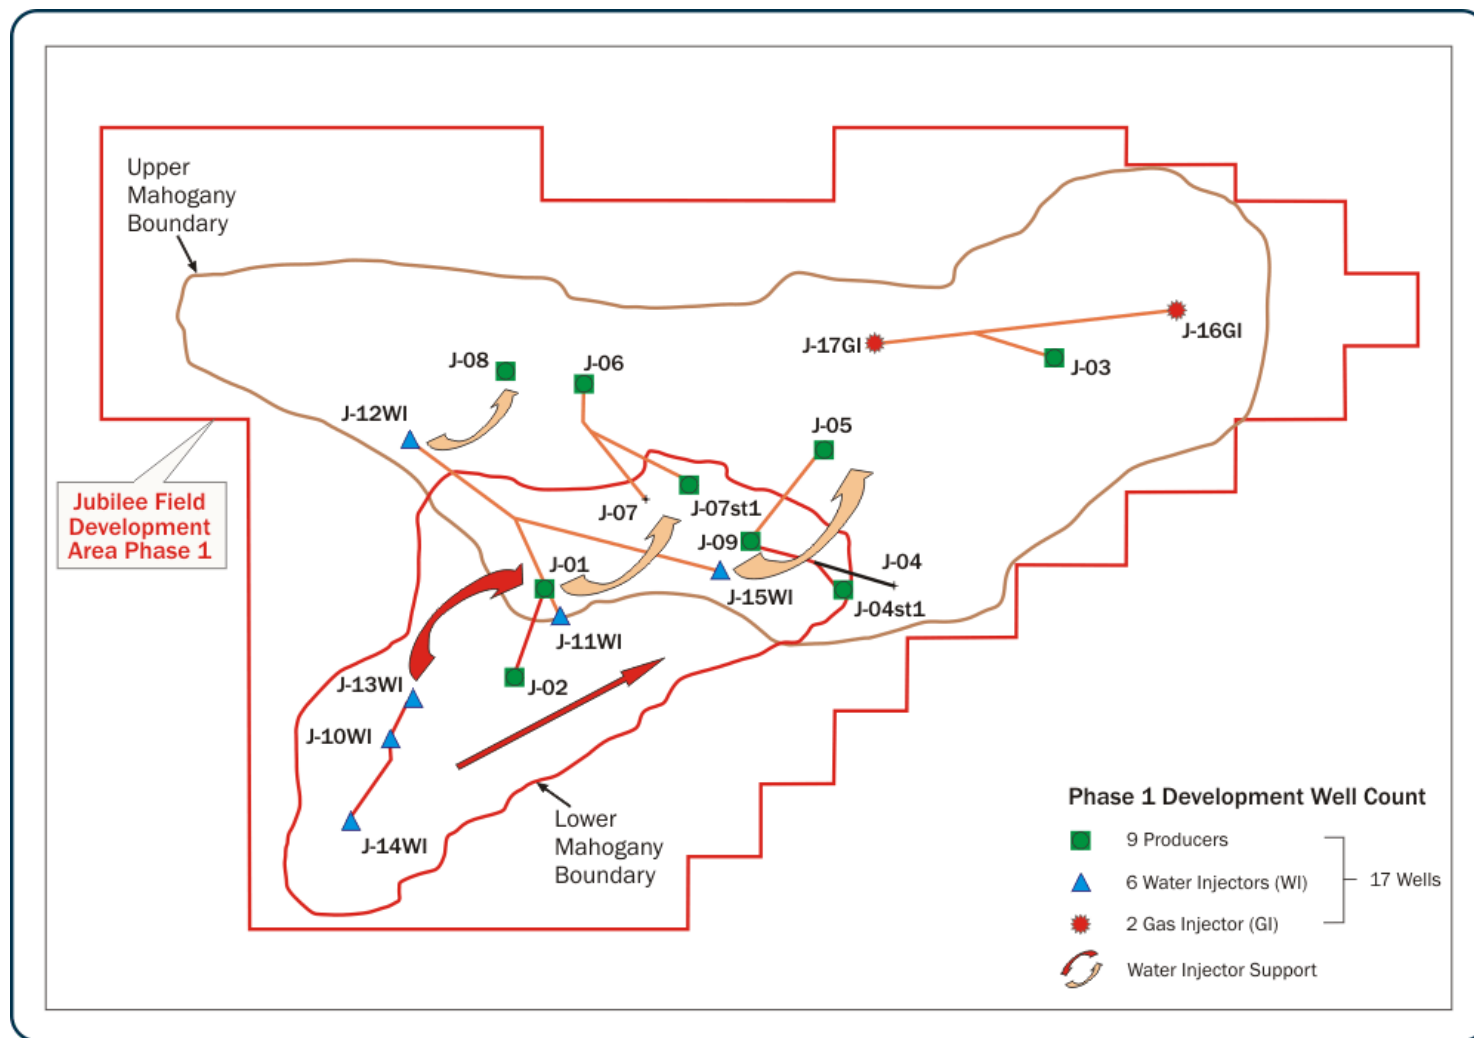 Upper
Mahogany
Boundary
J-16GI
J-17GI
J-03
J-08
J-06
J-12WI
J-05
Jubilee Field
Development
Area Phase 1
J-07
J-07st1
J-09
J-01
J-04
J-15WI
J-04st1
J-11WI
J-13WI
J-02
J-10WI
J-14WI
Lower
Mahogany
Boundary
Phase 1 Development Well Count
9 Producers
6 Water Injectors (WI)
17 Wells
2 Gas Injector (GI)
Water Injector Support